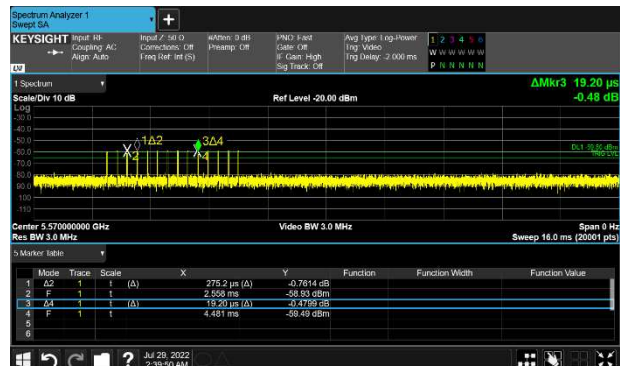 Spectrum Analyzer 1
Swept SA
KEYSIGHT
Input: RF
Coupling: AC
Align: Auto
Input Z: 50 Ω
Corrections: Off
Freq Ref: Int (S)
#Atten: 0 dB
Preamp: Off
PNO: Fast
Gate: Off
IF Gain: High
Sig Track: Off
Avg Type: Log-Power
Trig: Video
Trig Delay: -2.000 ms
1 2 3 4 5 6
W W W W W W
P N N N N N
LXI
1 Spectrum
ΔMkr3 19.20 µs
Scale/Div 10 dB
Ref Level -20.00 dBm
-0.48 dB
Log
-30.0
-40.0
-50.0
-60.0
-70.0
-80.0
-90.0
-100
-110
1Δ2
3Δ4
2
4
TRIG LVL
Center 5.570000000 GHz
Video BW 3.0 MHz
Span 0 Hz
Res BW 3.0 MHz
Sweep 16.0 ms (20001 pts)
5 Marker Table
Mode Trace Scale X Y Function Function Width Function Value
1 Δ2 1 t (Δ) 275.2 µs (Δ) -0.7614 dB
2 F 1 t 2.558 ms -58.93 dBm
3 Δ4 1 t (Δ) 19.20 µs (Δ) -0.4799 dB
4 F 1 t 4.481 ms -59.49 dBm
5
6
?
Jul 29, 2022
2:39:50 AM